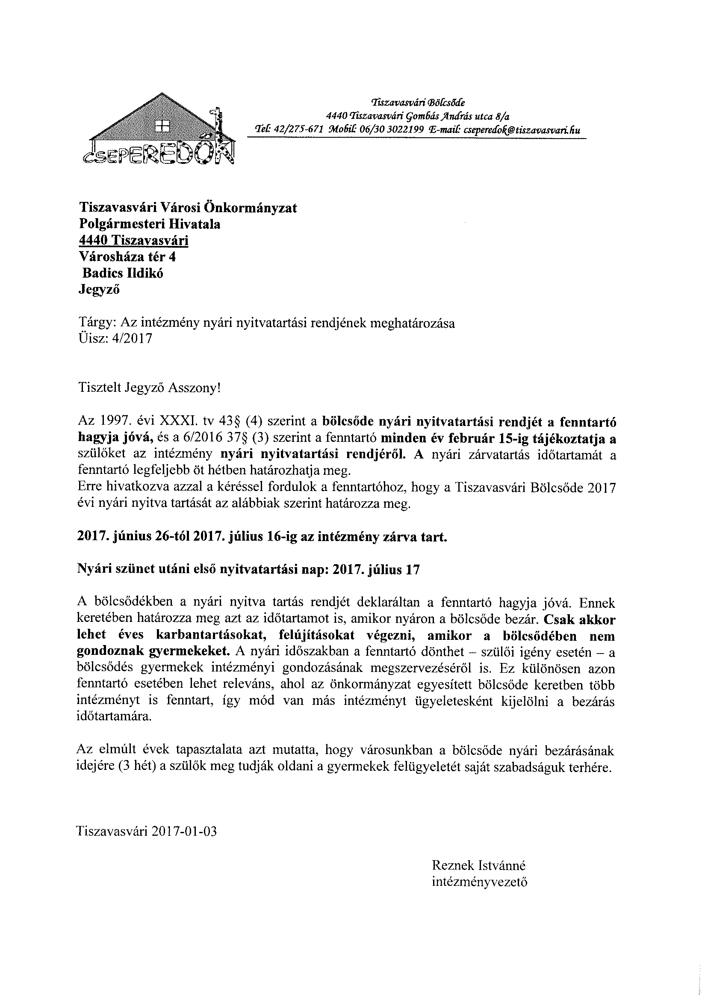 Tiszavasvári Bölcsőde
4440 Tiszavasvári Gombás András utca 8/a
Tel: 42/275-671 Mobil: 06/30 3022199 E-mail: cseperedok@tiszavasvari.hu
CSEPEREDŐK
Tiszavasvári Városi Önkormányzat
Polgármesteri Hivatala
4440 Tiszavasvári
Városháza tér 4
Badics Ildikó
Jegyző
Tárgy: Az intézmény nyári nyitvatartási rendjének meghatározása
Üisz: 4/2017
Tisztelt Jegyző Asszony!
Az 1997. évi XXXI. tv 43§ (4) szerint a bölcsőde nyári nyitvatartási rendjét a fenntartó
hagyja jóvá, és a 6/2016 37§ (3) szerint a fenntartó minden év február 15-ig tájékoztatja a
szülőket az intézmény nyári nyitvatartási rendjéről. A nyári zárvatartás időtartamát a
fenntartó legfeljebb öt hétben határozhatja meg.
Erre hivatkozva azzal a kéréssel fordulok a fenntartóhoz, hogy a Tiszavasvári Bölcsőde 2017
évi nyári nyitva tartását az alábbiak szerint határozza meg.
2017. június 26-tól 2017. július 16-ig az intézmény zárva tart.
Nyári szünet utáni első nyitvatartási nap: 2017. július 17
A bölcsődékben a nyári nyitva tartás rendjét deklaráltan a fenntartó hagyja jóvá. Ennek
keretében határozza meg azt az időtartamot is, amikor nyáron a bölcsőde bezár. Csak akkor
lehet éves karbantartásokat, felújításokat végezni, amikor a bölcsődében nem
gondoznak gyermekeket. A nyári időszakban a fenntartó dönthet – szülői igény esetén – a
bölcsődés gyermekek intézményi gondozásának megszervezéséről is. Ez különösen azon
fenntartó esetében lehet releváns, ahol az önkormányzat egyesített bölcsőde keretben több
intézményt is fenntart, így mód van más intézményt ügyeletesként kijelölni a bezárás
időtartamára.
Az elmúlt évek tapasztalata azt mutatta, hogy városunkban a bölcsőde nyári bezárásának
idejére (3 hét) a szülők meg tudják oldani a gyermekek felügyeletét saját szabadságuk terhére.
Tiszavasvári 2017-01-03
Reznek Istvánné
intézményvezető